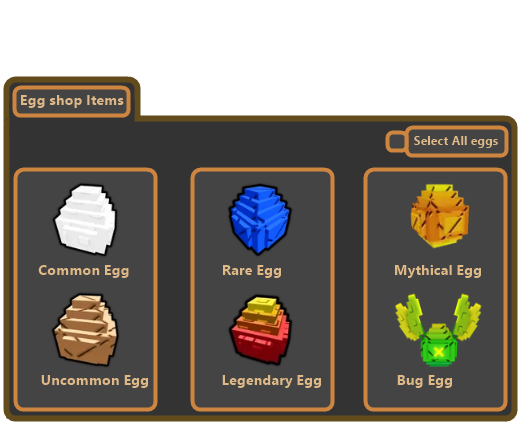 Egg shop Items
Select All eggs
Common Egg
Rare Egg
Mythical Egg
Uncommon Egg
Legendary Egg
Bug Egg